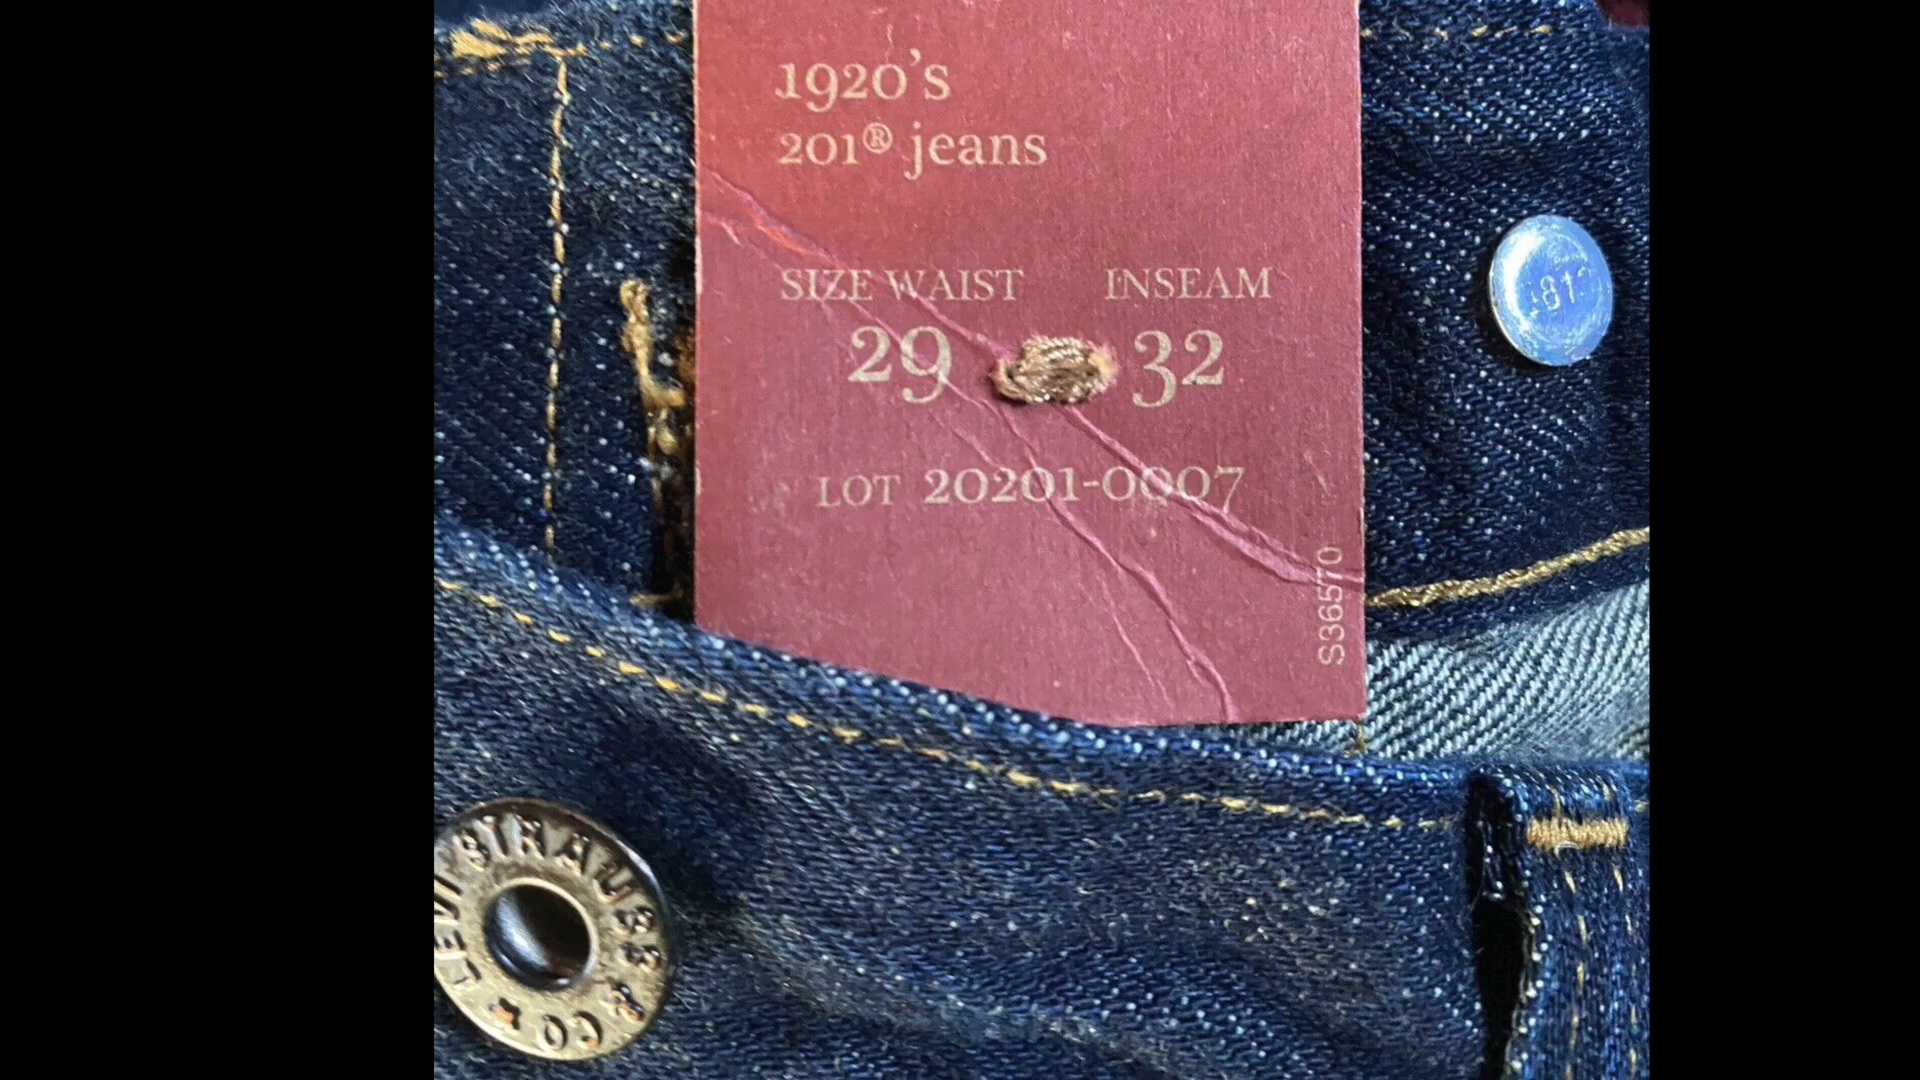 1920's
201® jeans
SIZE WAIST INSEAM
29 32
LOT 20201-0007
S36570
LEVI STRAUSS & CO